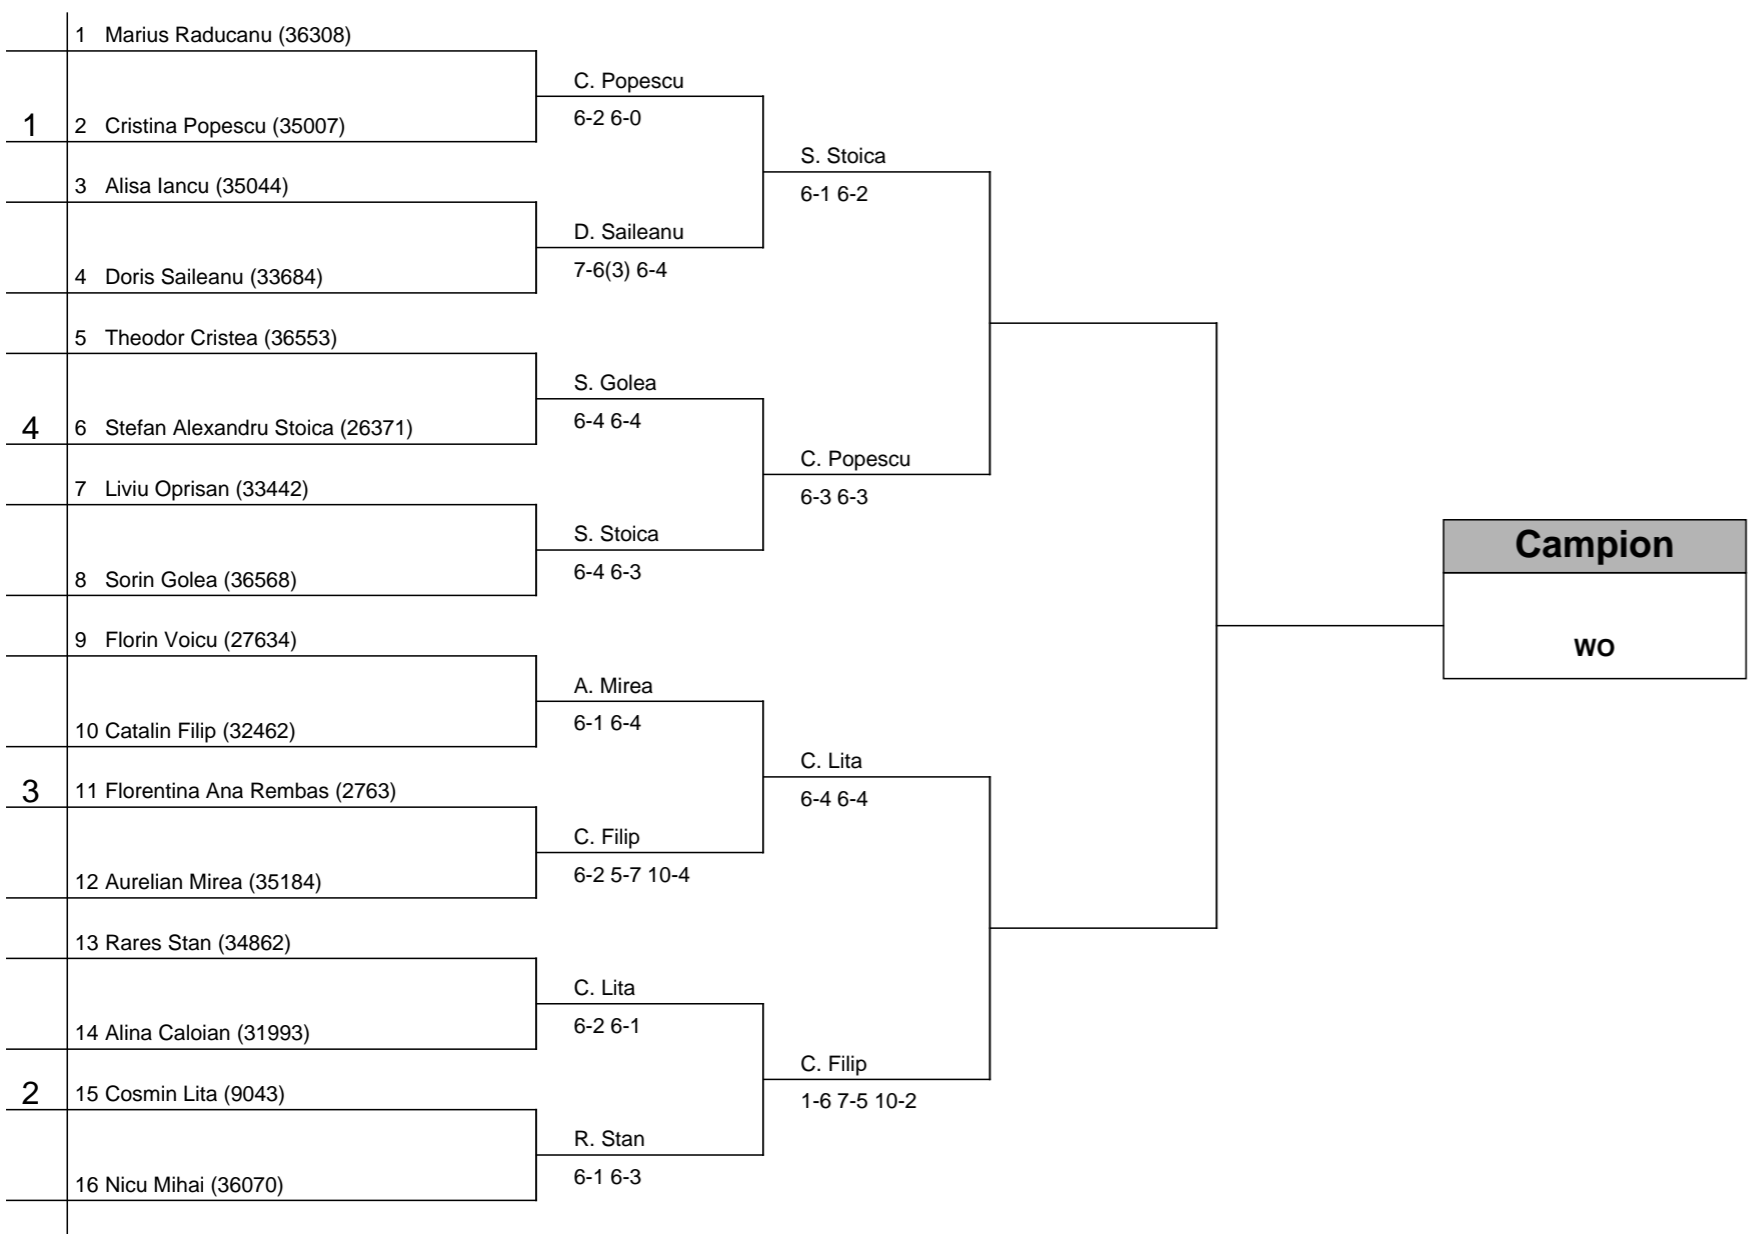 1 Marius Raducanu (36308)
C. Popescu
6-2 6-0
1 2 Cristina Popescu (35007)
S. Stoica
6-1 6-2
3 Alisa Iancu (35044)
D. Saileanu
7-6(3) 6-4
4 Doris Saileanu (33684)
5 Theodor Cristea (36553)
S. Golea
6-4 6-4
4 6 Stefan Alexandru Stoica (26371)
C. Popescu
6-3 6-3
7 Liviu Oprisan (33442)
S. Stoica
6-4 6-3
8 Sorin Golea (36568)
Campion
WO
9 Florin Voicu (27634)
A. Mirea
6-1 6-4
10 Catalin Filip (32462)
C. Lita
6-4 6-4
3 11 Florentina Ana Rembas (2763)
C. Filip
6-2 5-7 10-4
12 Aurelian Mirea (35184)
13 Rares Stan (34862)
C. Lita
6-2 6-1
14 Alina Caloian (31993)
C. Filip
1-6 7-5 10-2
2 15 Cosmin Lita (9043)
R. Stan
6-1 6-3
16 Nicu Mihai (36070)